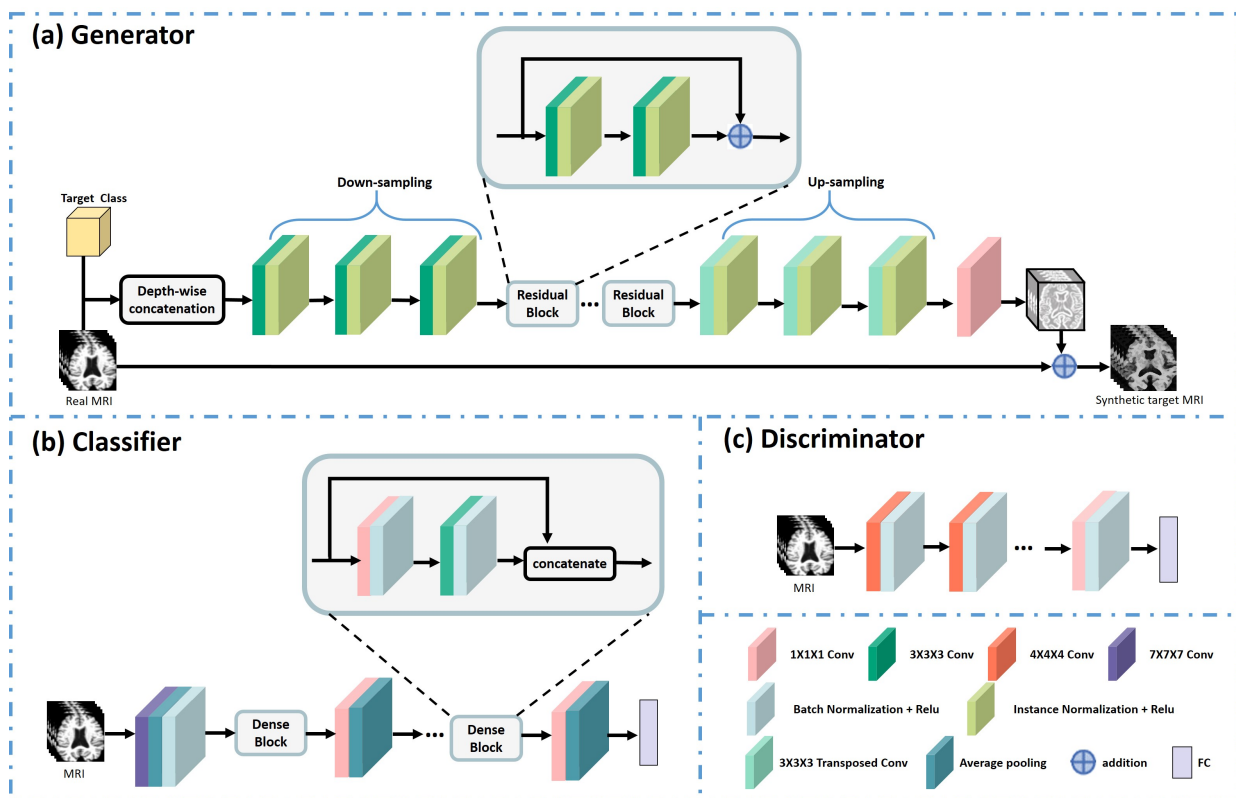 (a) Generator
Target Class
Down-sampling
Up-sampling
Depth-wise
concatenation
Residual
Block
...
Residual
Block
Real MRI
Synthetic target MRI
(b) Classifier
concatenate
MRI
Dense
Block
...
Dense
Block
(c) Discriminator
MRI
...
1X1X1 Conv
3X3X3 Conv
4X4X4 Conv
7X7X7 Conv
Batch Normalization + Relu
Instance Normalization + Relu
3X3X3 Transposed Conv
Average pooling
addition
FC